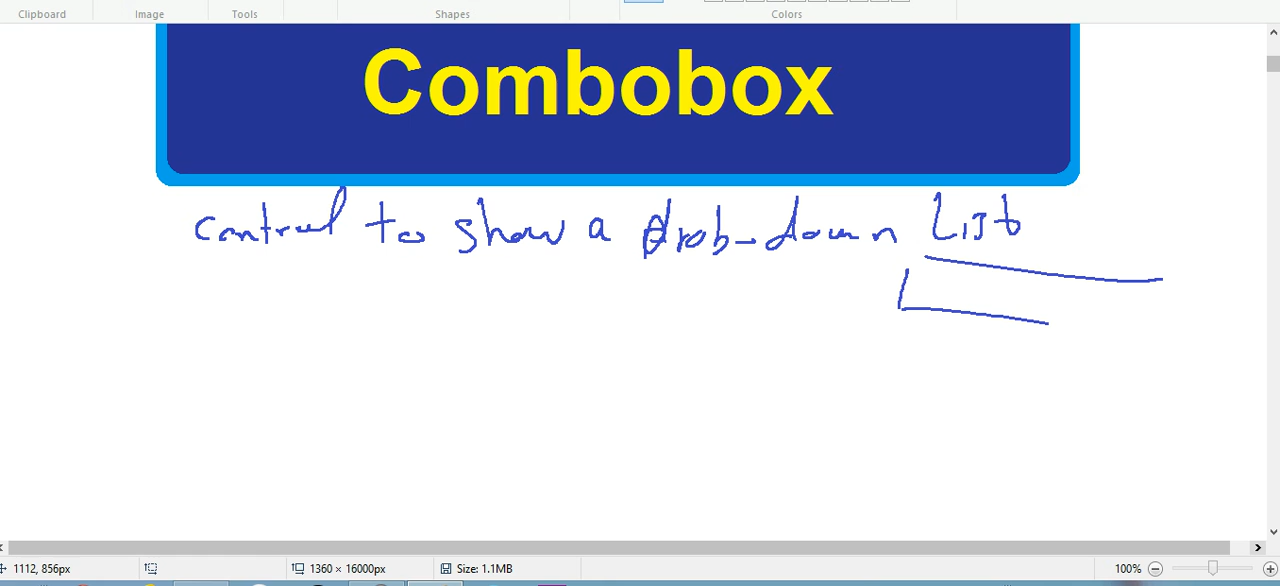 Clipboard Image Tools Shapes Colors
Combobox
control to show a drob-down List
1112, 856px 1360 × 16000px Size: 1.1MB 100%